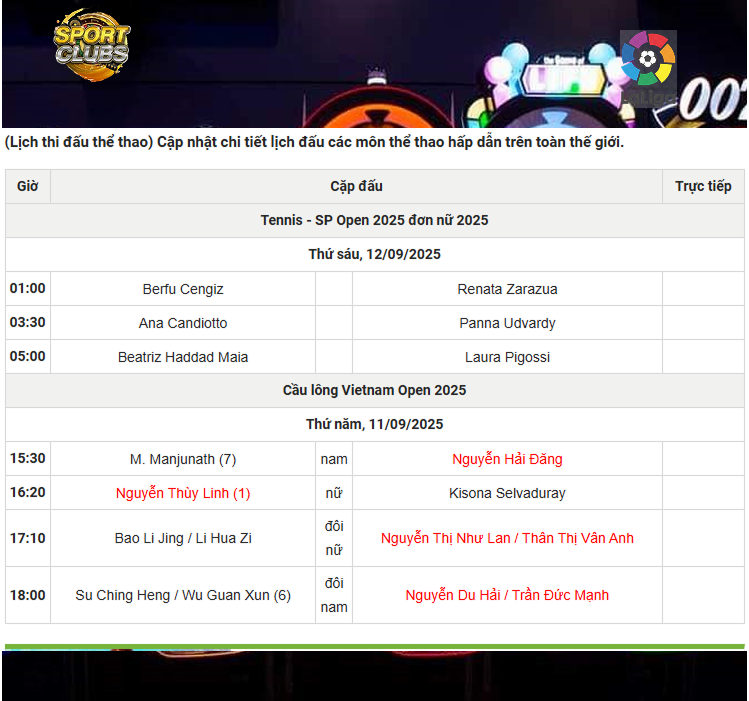 SPORT
CLUBS
the Game of
007
(Lịch thi đấu thể thao) Cập nhật chi tiết lịch đấu các môn thể thao hấp dẫn trên toàn thế giới.
Giờ Cặp đấu Trực tiếp
Tennis - SP Open 2025 đơn nữ 2025
Thứ sáu, 12/09/2025
01:00 Berfu Cengiz Renata Zarazua
03:30 Ana Candiotto Panna Udvardy
05:00 Beatriz Haddad Maia Laura Pigossi
Cầu lông Vietnam Open 2025
Thứ năm, 11/09/2025
15:30 M. Manjunath (7) nam Nguyễn Hải Đăng
16:20 Nguyễn Thùy Linh (1) nữ Kisona Selvaduray
17:10 Bao Li Jing / Li Hua Zi đôi nữ Nguyễn Thị Như Lan / Thân Thị Vân Anh
18:00 Su Ching Heng / Wu Guan Xun (6) đôi nam Nguyễn Du Hải / Trần Đức Mạnh